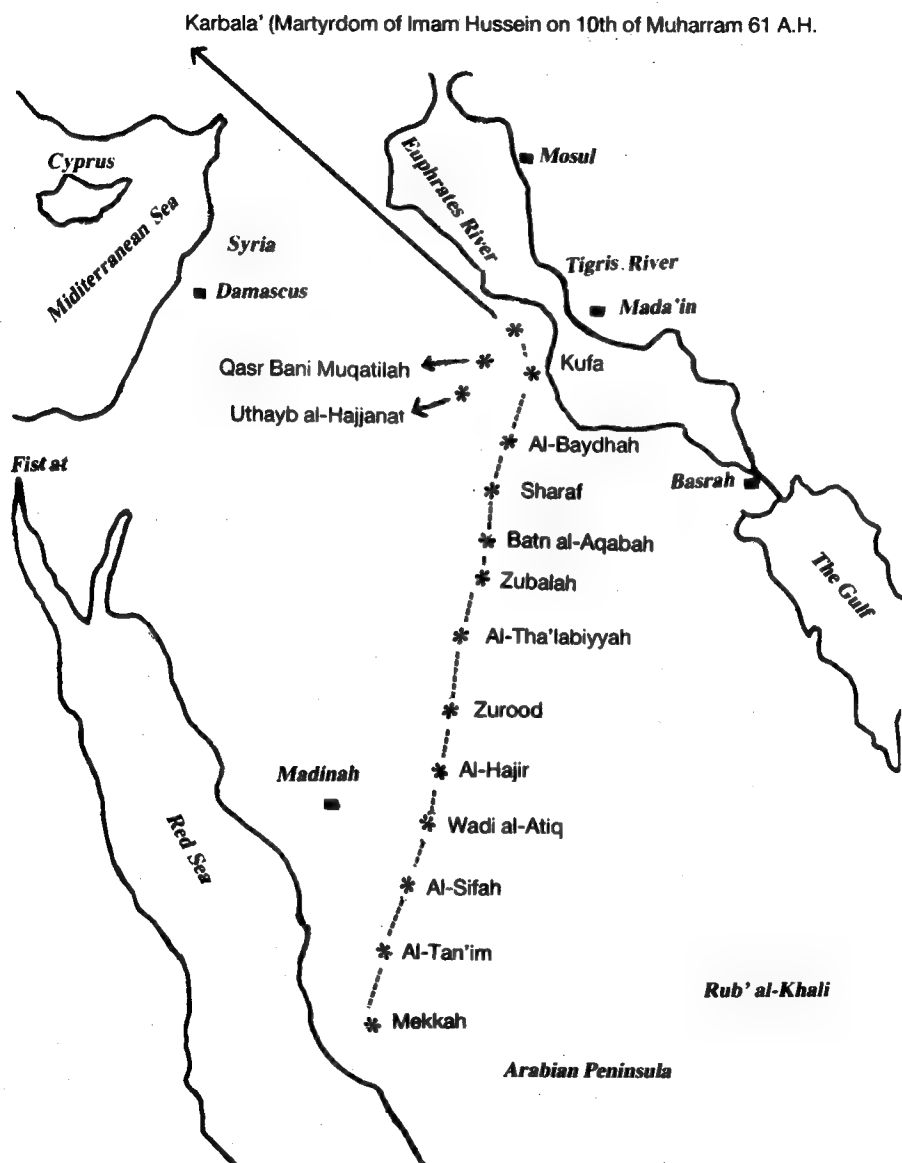 Karbala' (Martyrdom of Imam Hussein on 10th of Muharram 61 A.H.
Cyprus
Miditerranean Sea
Syria
Damascus
Euphrates River
Mosul
Tigris River
Mada'in
Qasr Bani Muqatilah
Uthayb al-Hajjanat
Kufa
Al-Baydhah
Fistat
Sharaf
Basrah
Batn al-Aqabah
Zubalah
The Gulf
Al-Tha'labiyyah
Zurood
Al-Hajir
Madinah
Wadi al-Atiq
Red Sea
Al-Sifah
Al-Tan'im
Rub' al-Khali
Mekkah
Arabian Peninsula